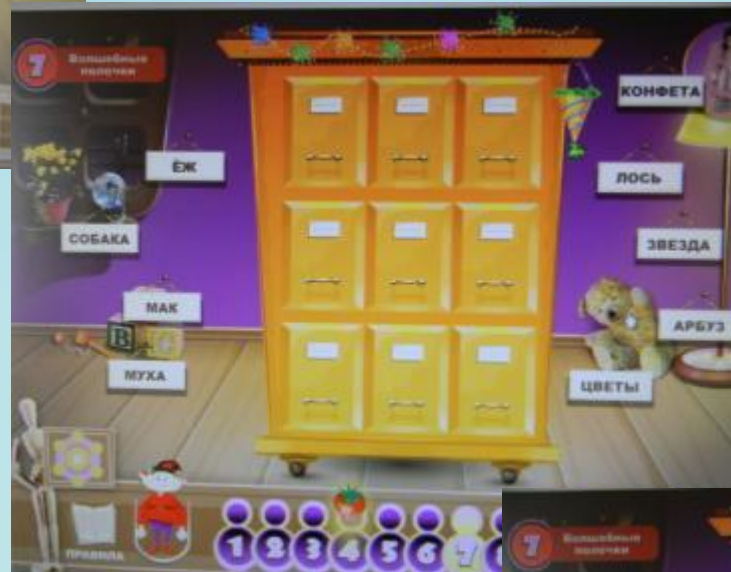 7 Волшебные
полочки
КОНФЕТА
ЁЖ
ЛОСЬ
СОБАКА
ЗВЕЗДА
МАК
АРБУЗ
МУХА
ЦВЕТЫ
B
ПРАВИЛА
1 2 3 4 5 6 7
7 Волшебные
полочки